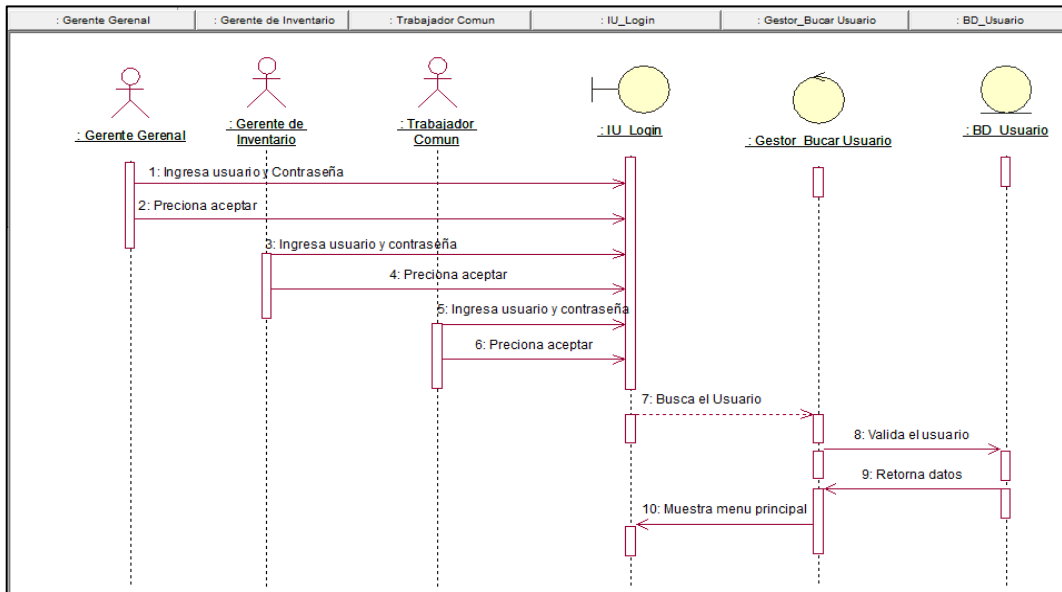 : Gerente Gerenal
: Gerente de Inventario
: Trabajador Comun
: IU_Login
: Gestor_Bucar Usuario
: BD_Usuario
: Gerente Gerenal
: Gerente de
Inventario
: Trabajador
Comun
: IU_Login
: Gestor_Bucar Usuario
: BD_Usuario
1: Ingresa usuario y Contraseña
2: Preciona aceptar
3: Ingresa usuario y contraseña
4: Preciona aceptar
5: Ingresa usuario y contraseña
6: Preciona aceptar
7: Busca el Usuario
8: Valida el usuario
9: Retorna datos
10: Muestra menu principal